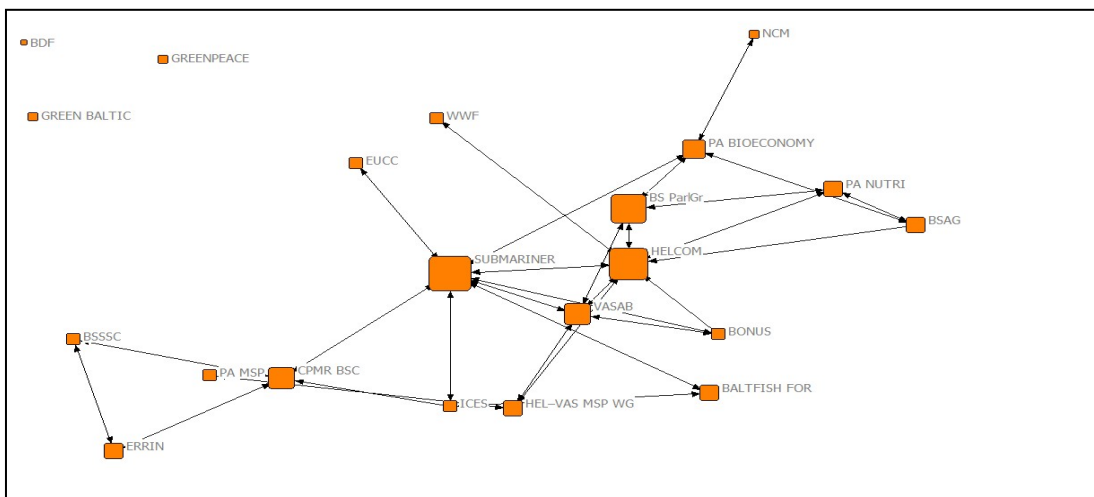 NCM
BDF
GREENPEACE
GREEN BALTIC
WWF
PA BIOECONOMY
EUCC
PA NUTRI
BS ParlGr
BSAG
HELCOM
SUBMARINER
VASAB
BONUS
BSSSC
PA MSP
CPMR BSC
BALTFISH FOR
ICES
HEL-VAS MSP WG
ERRIN